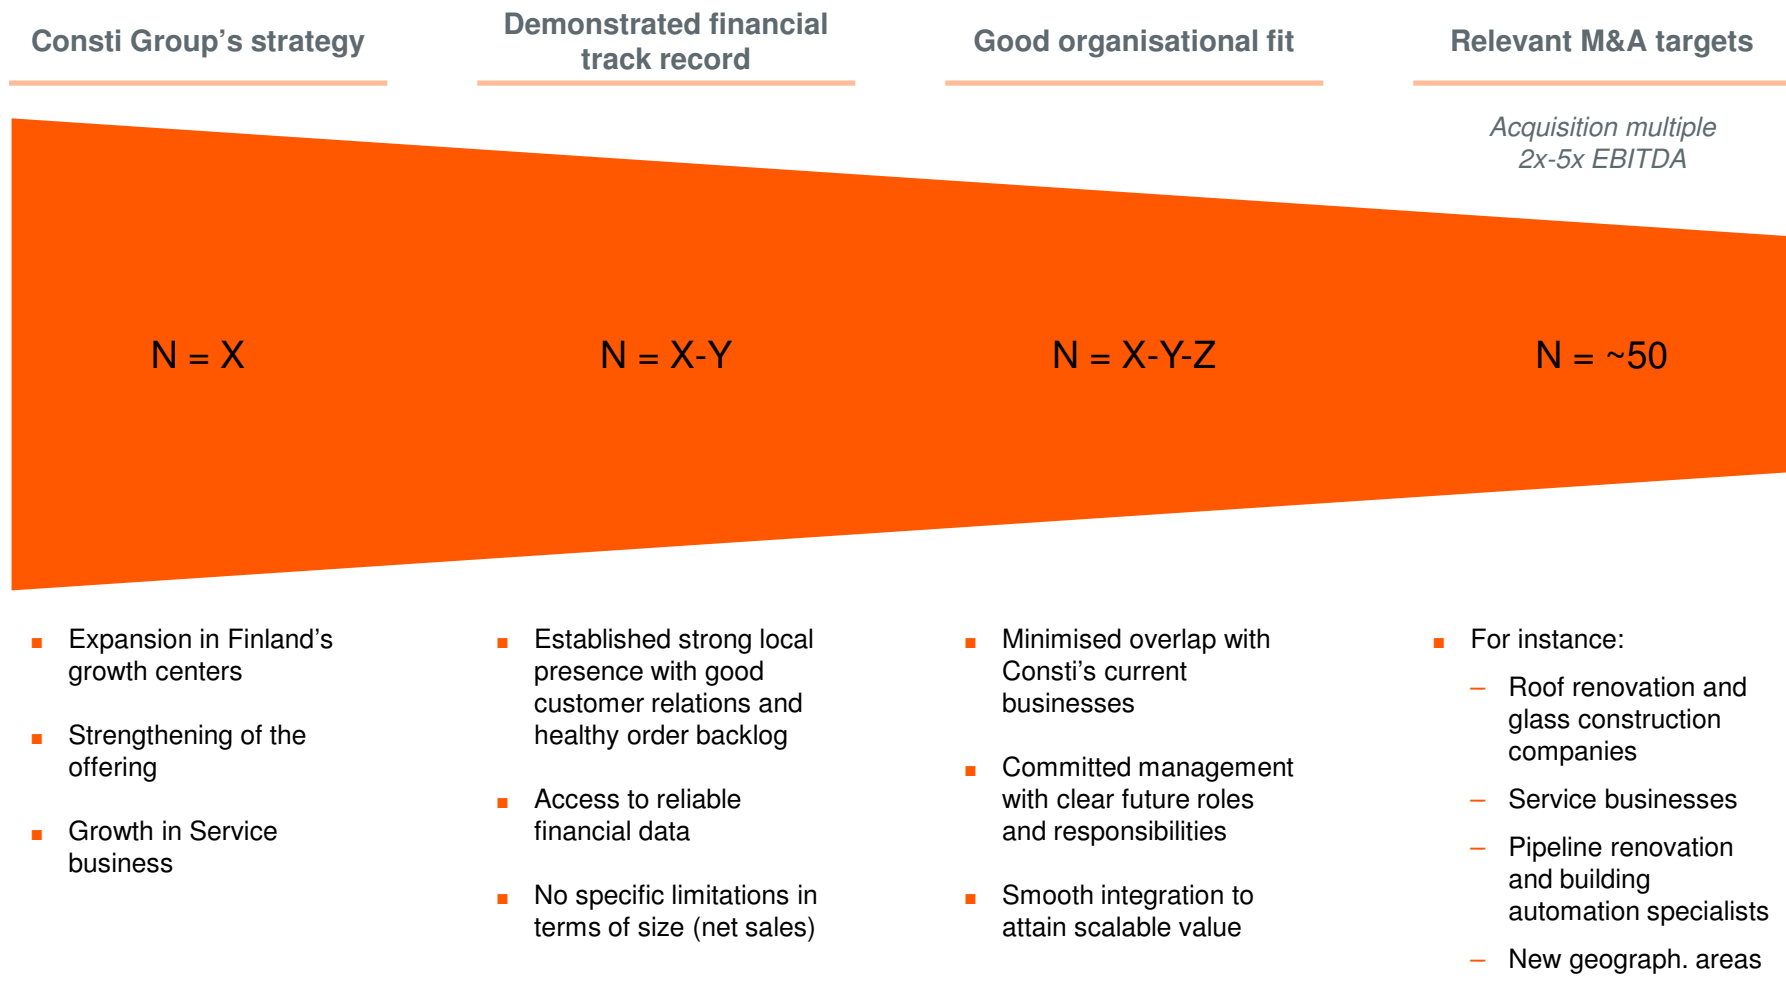 Consti Group's strategy
Demonstrated financial
track record
Good organisational fit
Relevant M&A targets
Acquisition multiple
2x-5x EBITDA
N = X
N = X-Y
N = X-Y-Z
N = ~50
■ Expansion in Finland's
growth centers
■ Strengthening of the
offering
■ Growth in Service
business
■ Established strong local
presence with good
customer relations and
healthy order backlog
■ Access to reliable
financial data
■ No specific limitations in
terms of size (net sales)
■ Minimised overlap with
Consti's current
businesses
■ Committed management
with clear future roles
and responsibilities
■ Smooth integration to
attain scalable value
■ For instance:
– Roof renovation and
glass construction
companies
– Service businesses
– Pipeline renovation
and building
automation specialists
– New geograph. areas